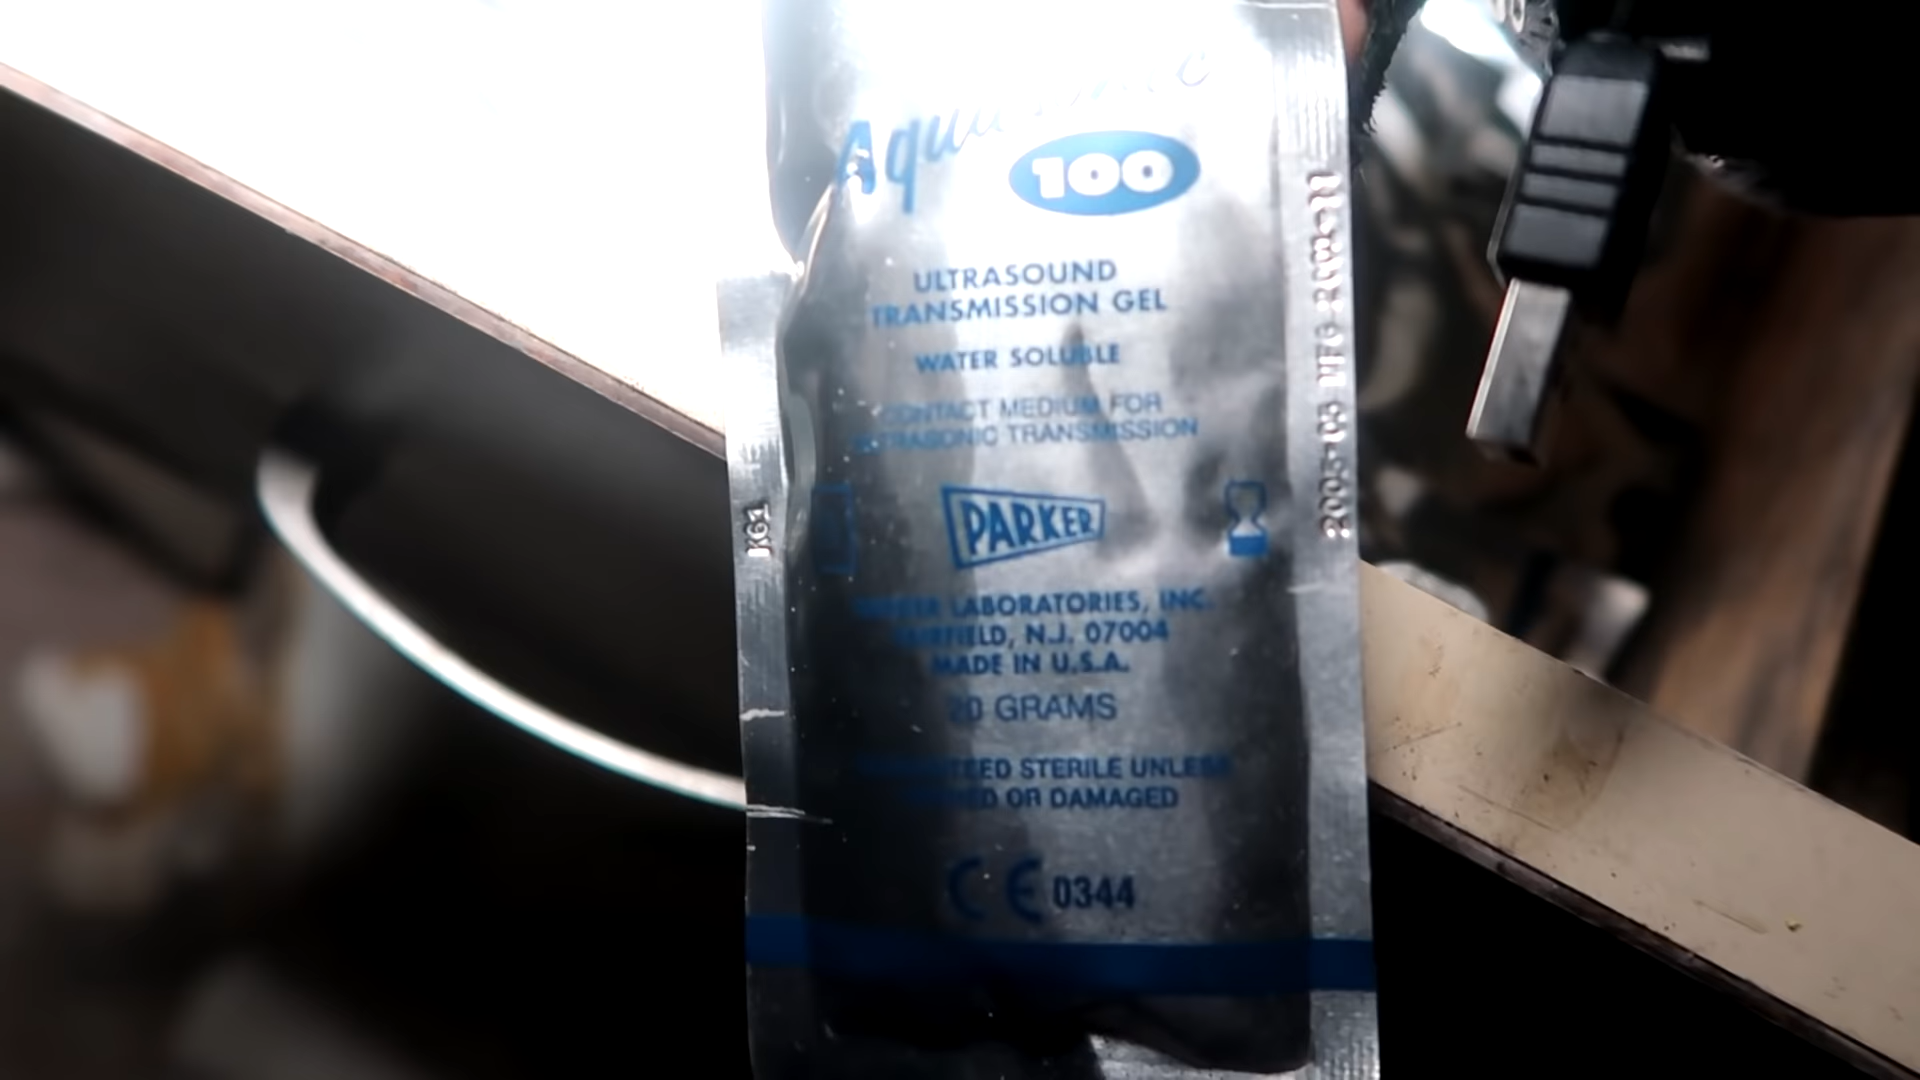 100
ULTRASOUND
TRANSMISSION GEL
WATER SOLUBLE
CONTACT MEDIUM FOR
ULTRASONIC TRANSMISSION
PARKER
K61
LABORATORIES, INC.
FAIRFIELD, N.J. 07004
MADE IN U.S.A.
20 GRAMS
STERILE UNLESS
OR DAMAGED
CE 0344